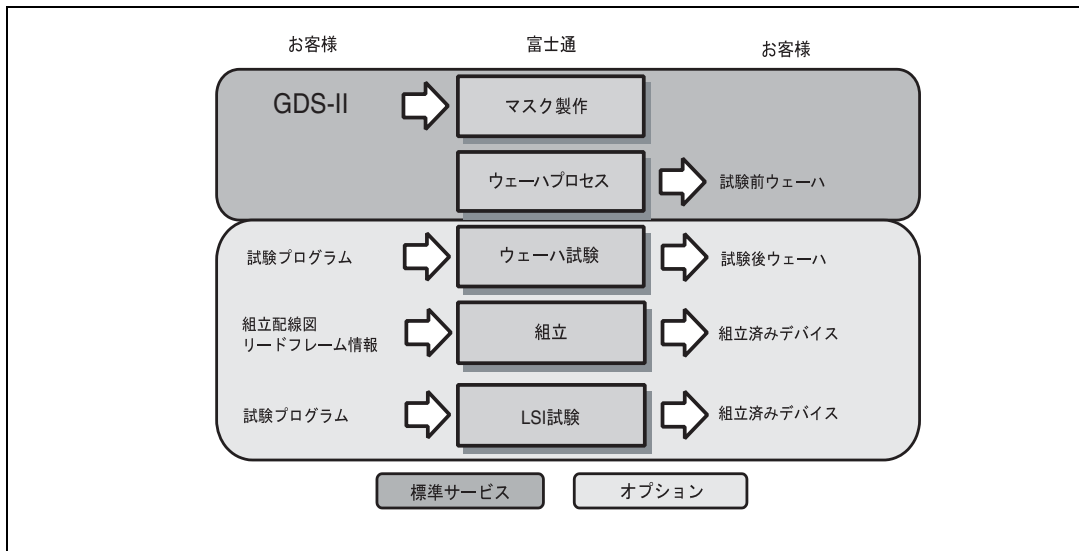 お客様
富士通
お客様
GDS-II
マスク製作
ウェーハプロセス
試験前ウェーハ
試験プログラム
ウェーハ試験
試験後ウェーハ
組立配線図
リードフレーム情報
組立
組立済みデバイス
試験プログラム
LSI試験
組立済みデバイス
標準サービス
オプション